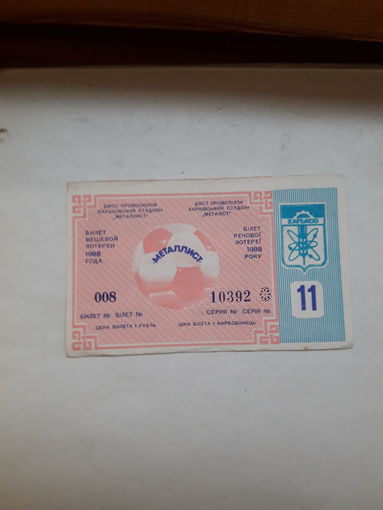 ДФСТ ПРОФСОЮЗОВ
ХАРЬКОВСКИЙ СТАДИОН
"МЕТАЛЛИСТ"
ДФСТ ПРОФСПІЛОК
ХАРКІВСЬКИЙ СТАДІОН
"МЕТАЛІСТ"
БИЛЕТ
ВЕЩЕВОЙ
ЛОТЕРЕИ
1988
ГОДА
·МЕТАЛЛИСТ·
БІЛЕТ
РЕЧОВОЇ
ЛОТЕРЕЇ
1988
РОКУ
ХАРЬКОВ
008
10392
11
БИЛЕТ № БІЛЕТ №
СЕРИЯ № СЕРІЯ №
ЦЕНА БИЛЕТА 1 РУБЛЬ
ЦІНА БІЛЕТА 1 КАРБОВАНЕЦЬ